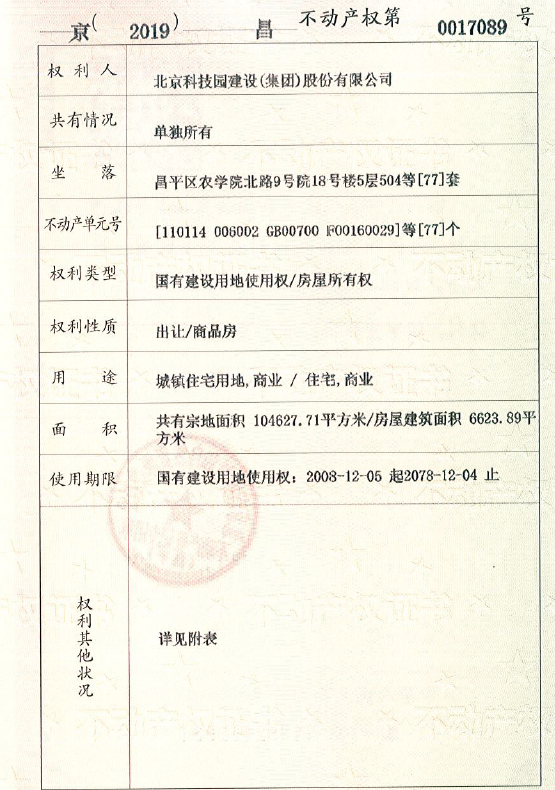 京( 2019) 昌 不动产权第 0017089 号
权利人 北京科技园建设(集团)股份有限公司
共有情况 单独所有
坐落 昌平区农学院北路9号院18号楼5层504等[77]套
不动产单元号 [110114 006002 GB00700 F00160029]等[77]个
权利类型 国有建设用地使用权/房屋所有权
权利性质 出让/商品房
用途 城镇住宅用地,商业 / 住宅,商业
面积 共有宗地面积 104627.71平方米/房屋建筑面积 6623.89平
方米
使用期限 国有建设用地使用权: 2008-12-05 起2078-12-04 止
权利其他状况 详见附表